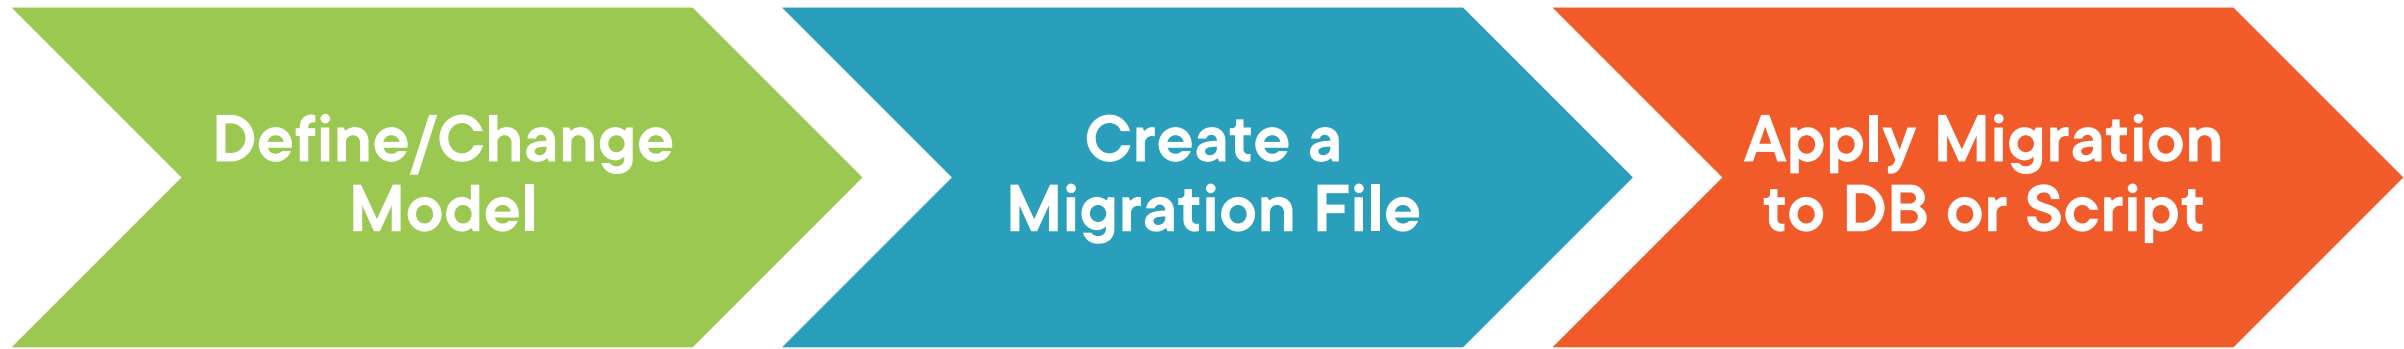 Define/Change
Model
Create a
Migration File
Apply Migration
to DB or Script